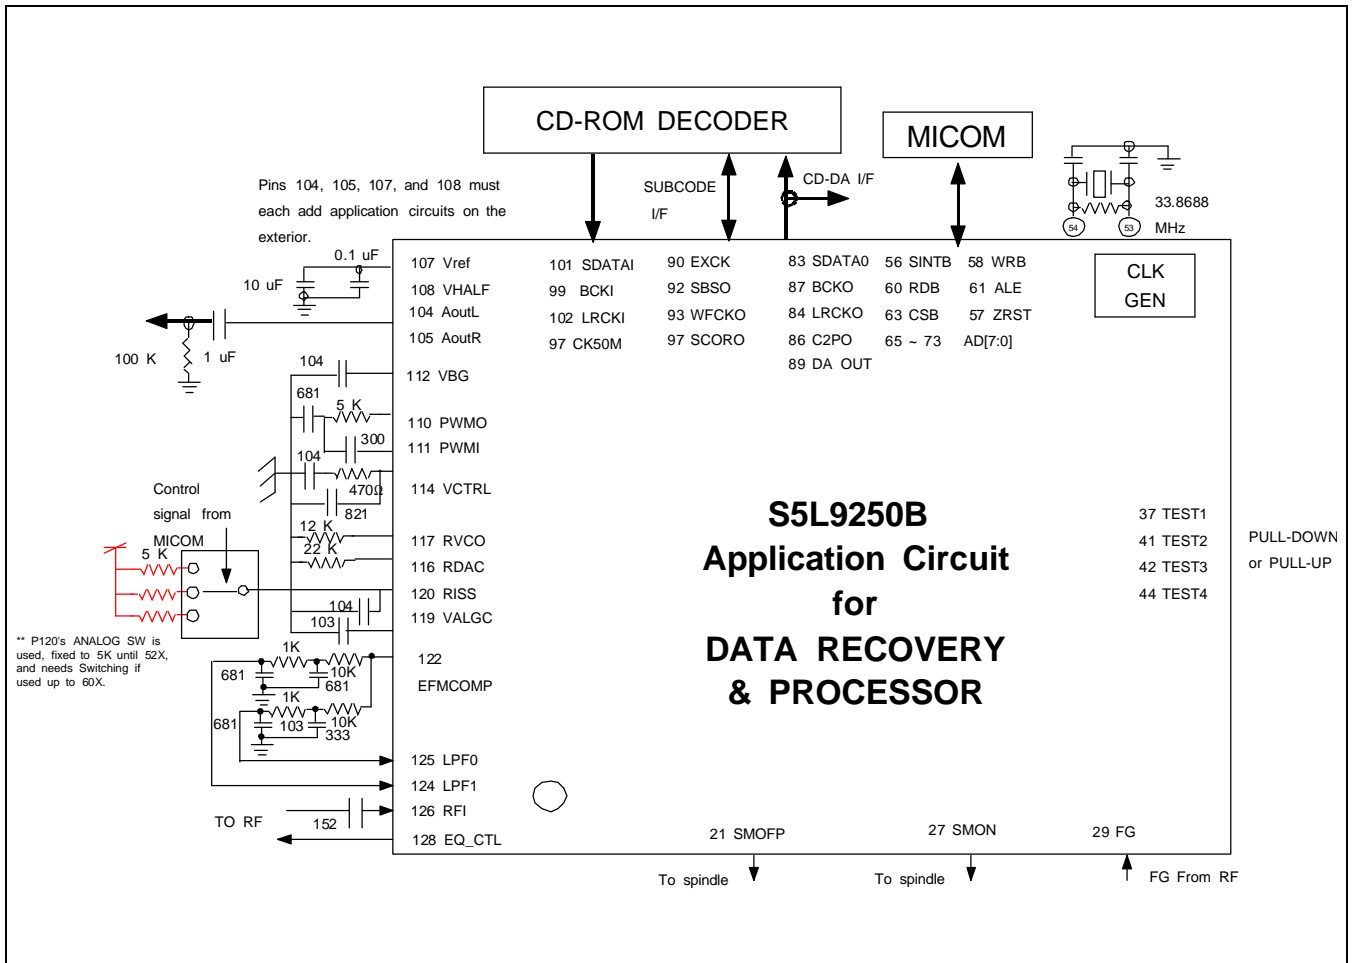 CD-ROM DECODER
MICOM
Pins 104, 105, 107, and 108 must
each add application circuits on the
exterior.
SUBCODE
I/F
CD-DA I/F
33.8688
MHz
54
53
0.1 uF
10 uF
100 K
1 uF
107 Vref
108 VHALF
104 AoutL
105 AoutR
112 VBG
110 PWMO
111 PWMI
114 VCTRL
117 RVCO
116 RDAC
120 RISS
119 VALGC
122
EFMCOMP
125 LPF0
124 LPF1
126 RFI
128 EQ_CTL
101 SDATAI
99 BCKI
102 LRCKI
97 CK50M
90 EXCK
92 SBSO
93 WFCKO
97 SCORO
83 SDATA0
87 BCKO
84 LRCKO
86 C2PO
89 DA OUT
56 SINTB
60 RDB
63 CSB
65 ~ 73
58 WRB
61 ALE
57 ZRST
AD[7:0]
CLK
GEN
104
681
5 K
300
104
470Ω
821
12 K
22 K
104
103
Control
signal from
MICOM
5 K
** P120's ANALOG SW is
used, fixed to 5K until 52X,
and needs Switching if
used up to 60X.
1K
681
10K
681
1K
681
103
10K
333
TO RF
152
S5L9250B
Application Circuit
for
DATA RECOVERY
& PROCESSOR
37 TEST1
41 TEST2
42 TEST3
44 TEST4
PULL-DOWN
or PULL-UP
21 SMOFP
27 SMON
29 FG
To spindle
To spindle
FG From RF